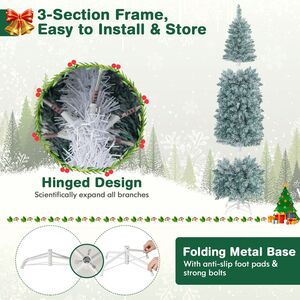 3-Section Frame,
Easy to Install & Store
Hinged Design
Scientifically expand all branches
Folding Metal Base
With anti-slip foot pads &
strong bolts